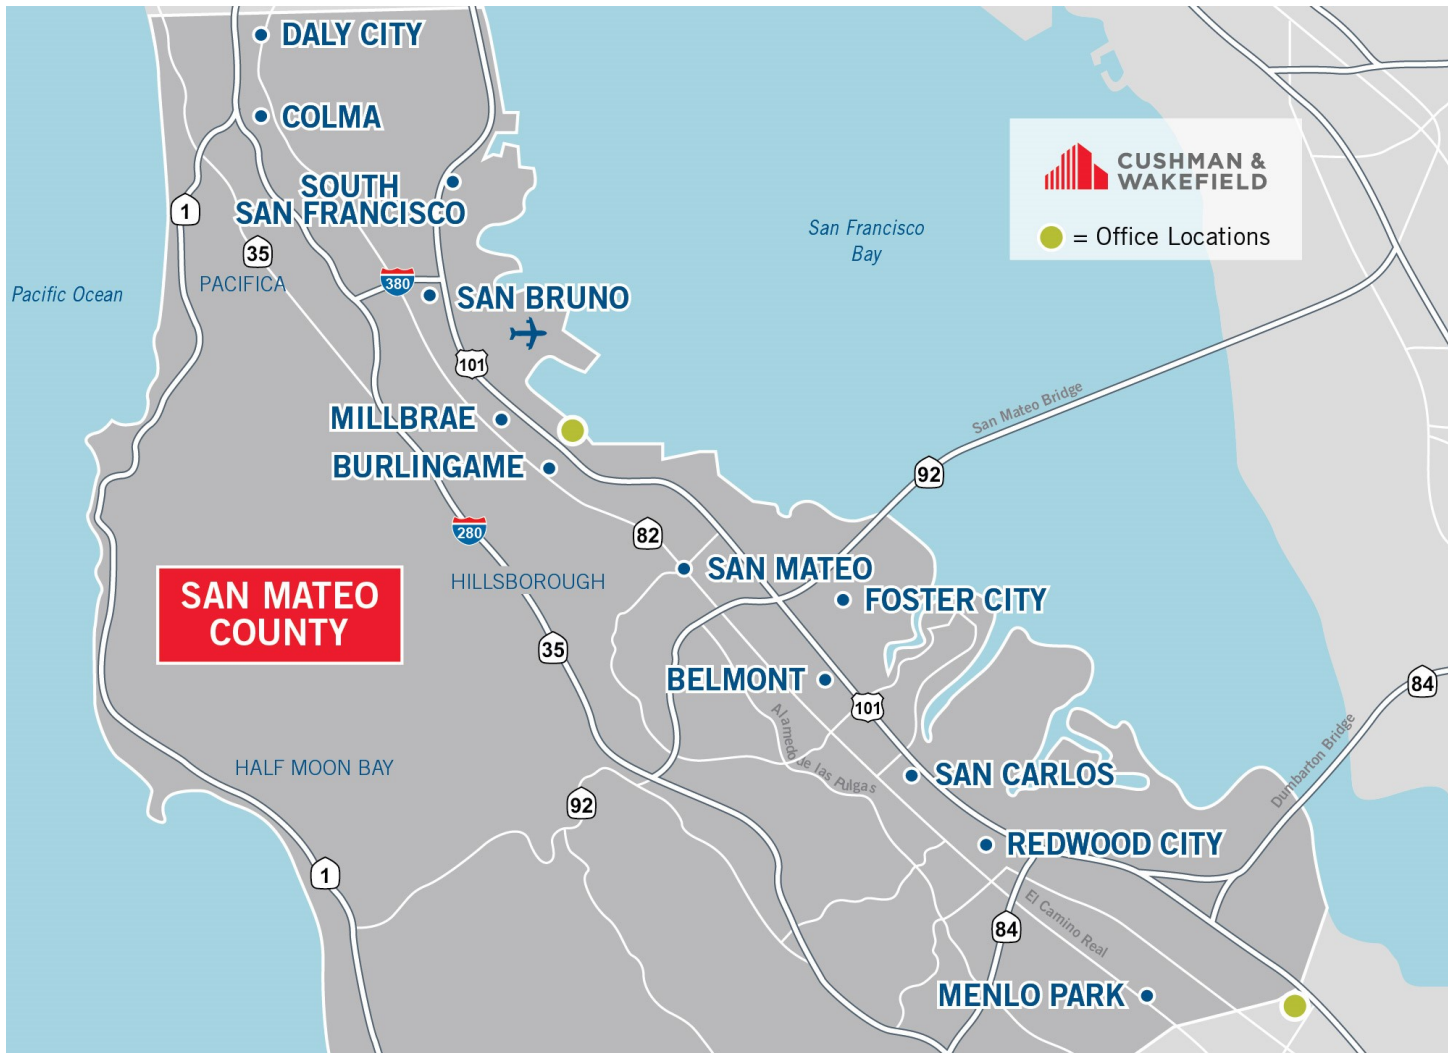 DALY CITY
COLMA
CUSHMAN &
WAKEFIELD
= Office Locations
SOUTH
SAN FRANCISCO
1
35
San Francisco
Bay
PACIFICA
380
Pacific Ocean
SAN BRUNO
101
San Mateo Bridge
MILLBRAE
BURLINGAME
92
280
82
HILLSBOROUGH
SAN MATEO
SAN MATEO
COUNTY
FOSTER CITY
35
BELMONT
84
101
Alamedo de las Pulgas
Dumbarton Bridge
HALF MOON BAY
SAN CARLOS
92
REDWOOD CITY
1
El Camino Real
84
MENLO PARK